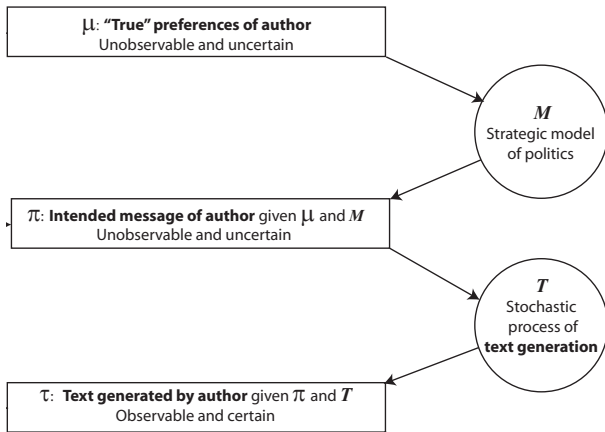 μ: “True” preferences of author
Unobservable and uncertain
M
Strategic model
of politics
π: Intended message of author given μ and M
Unobservable and uncertain
T
Stochastic
process of
text generation
τ: Text generated by author given π and T
Observable and certain